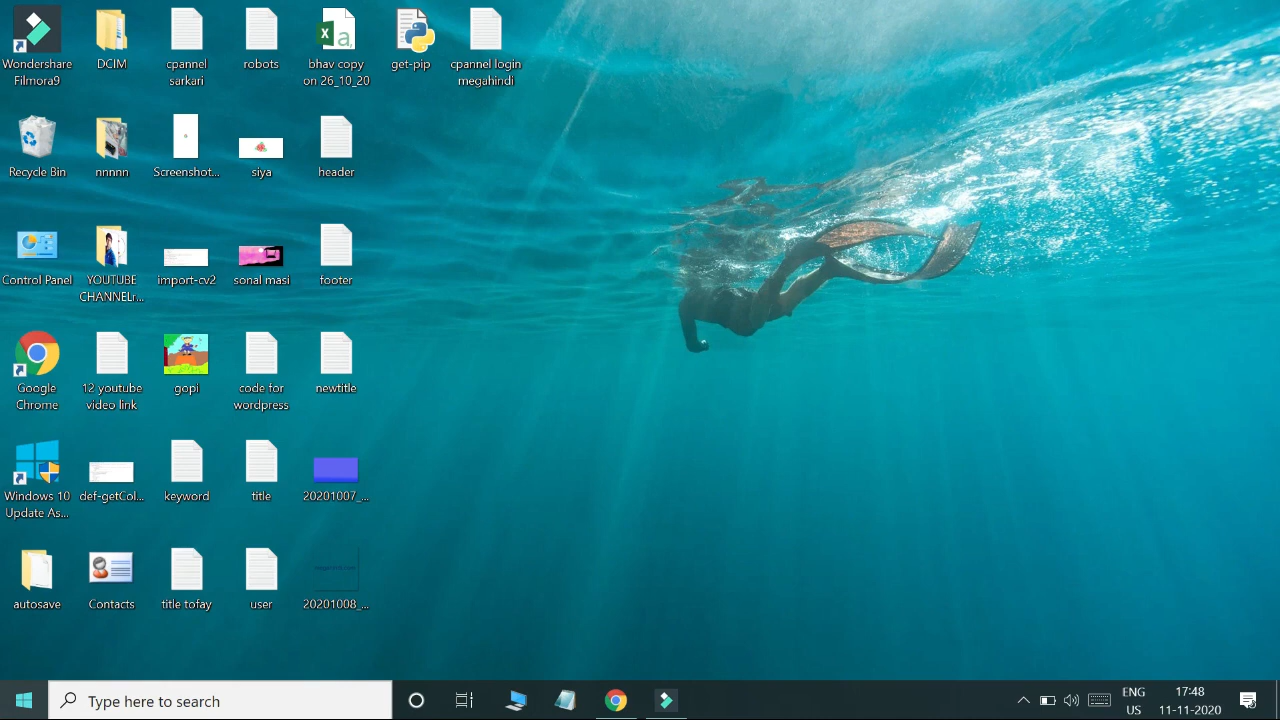 Wondershare
Filmora9
DCIM
cpannel
sarkari
robots
bhav copy
on 26_10_20
get-pip
cpannel login
megahindi
Recycle Bin
nnnnn
Screenshot...
siya
header
Control Panel
YOUTUBE
CHANNELr...
import-cv2
sonal masi
footer
Google
Chrome
12 youtube
video link
gopi
code for
wordpress
newtitle
Windows 10
Update As...
def-getCol...
keyword
title
20201007_...
autosave
Contacts
title tofay
user
20201008_...
Type here to search
ENG
US
17:48
11-11-2020